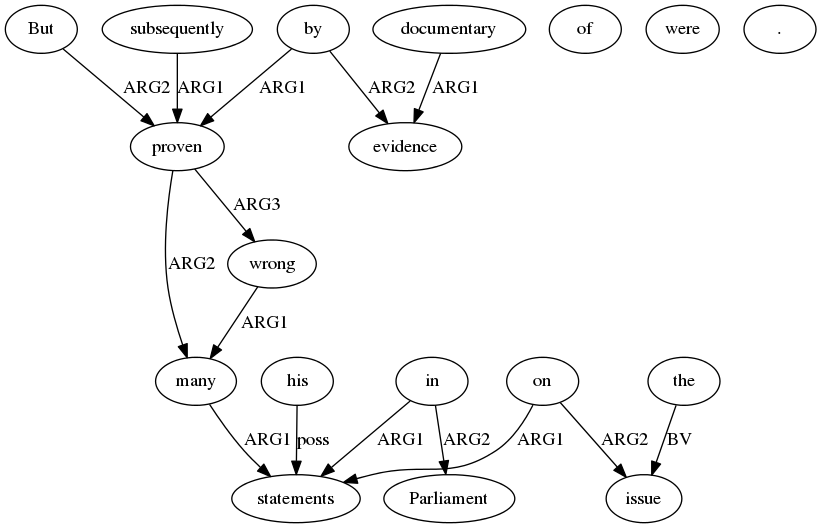 But subsequently by documentary of were .
ARG2 ARG1 ARG1 ARG2 ARG1
proven evidence
ARG3
ARG2 wrong
ARG1
many his in on the
ARG1 poss ARG1 ARG2 ARG1 ARG2 BV
statements Parliament issue